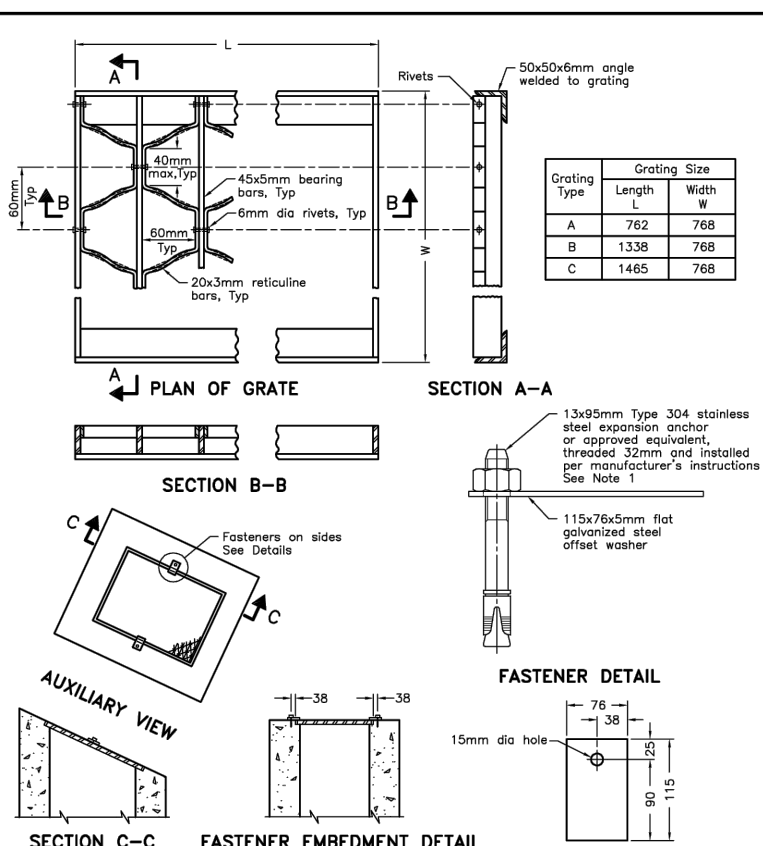 L
A
Rivets
50x50x6mm angle
welded to grating
40mm
max,Typ
60mm
Typ
B
45x5mm bearing
bars, Typ
B
6mm dia rivets, Typ
60mm
Typ
W
20x3mm reticuline
bars, Typ
Grating
Type
Grating Size
Length
L
Width
W
A 762 768
B 1338 768
C 1465 768
A
PLAN OF GRATE
SECTION A-A
SECTION B-B
13x95mm Type 304 stainless
steel expansion anchor
or approved equivalent,
threaded 32mm and installed
per manufacturer's instructions
See Note 1
115x76x5mm flat
galvanized steel
offset washer
FASTENER DETAIL
C
Fasteners on sides
See Details
C
AUXILIARY VIEW
38
38
76
38
15mm dia hole
25
90
115
SECTION C-C
FASTENER EMBEDMENT DETAIL